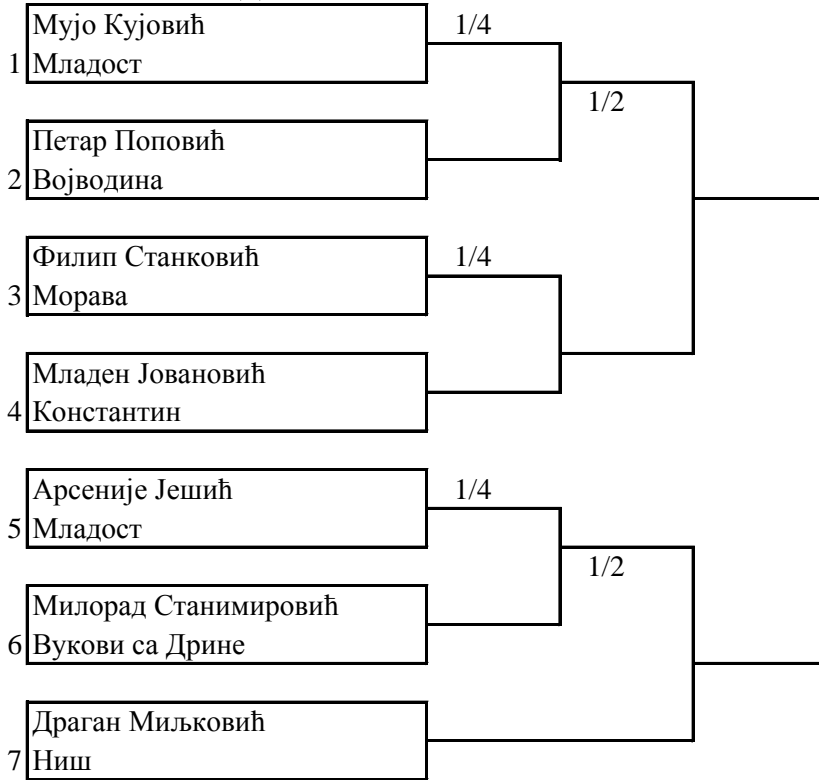 Мујо Кујовић
1/4
1 Младост
1/2
Петар Поповић
2 Војводина
Филип Станковић
1/4
3 Морава
Младен Јовановић
4 Константин
Арсеније Јешић
1/4
5 Младост
1/2
Милорад Станимировић
6 Вукови са Дрине
Драган Миљковић
7 Ниш